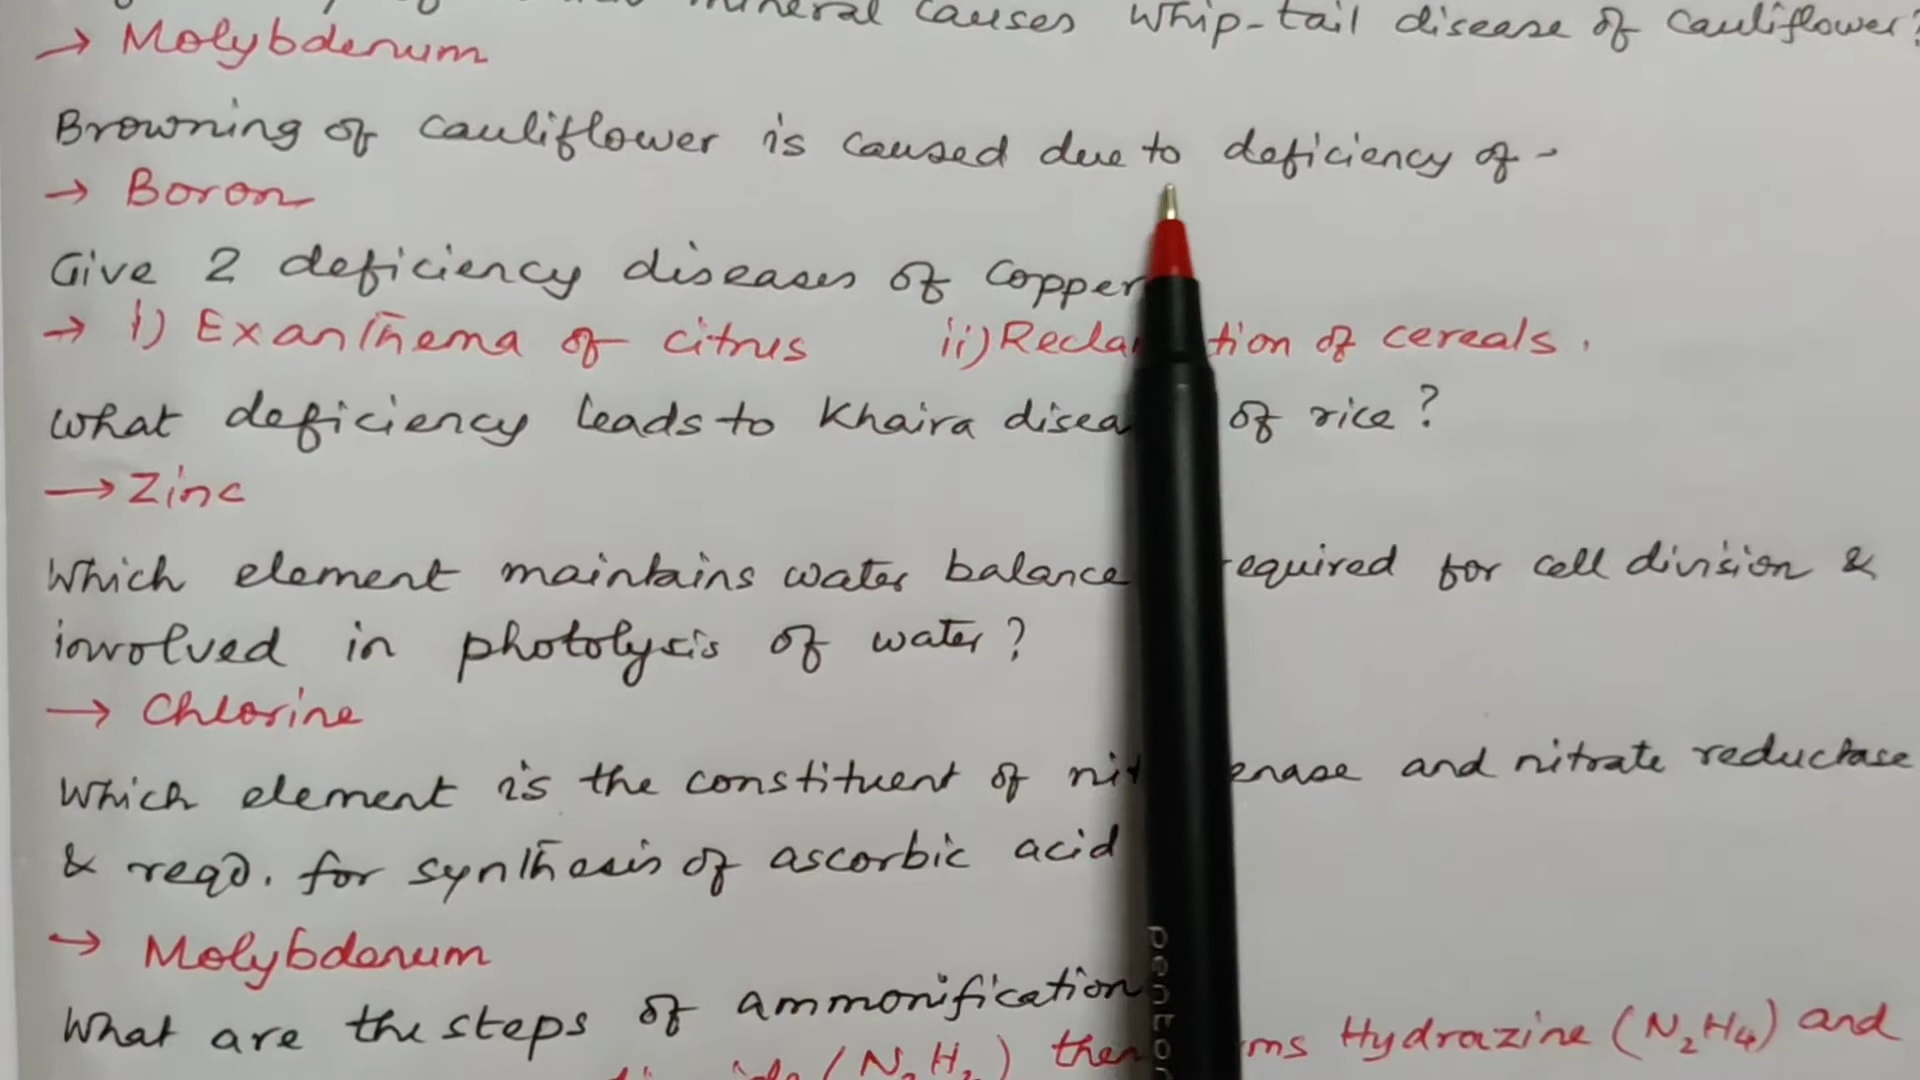 mineral causes Whip-tail disease of Cauliflower?
→ Molybdenum
Browning of cauliflower is caused due to deficiency of -
→ Boron
Give 2 deficiency diseases of Copper
→ i) Exanthema of citrus ii) Recla tion of cereals.
What deficiency leads to Khaira disea of rice?
→ Zinc
Which element maintains water balance required for cell division &
involved in photolysis of water?
→ Chlorine
Which element is the constituent of nit enase and nitrate reductase
& reqd. for synthesis of ascorbic acid
→ Molybdenum
What are the steps of ammonification
(N2H2) then ms Hydrazine (N2H4) and
pentor